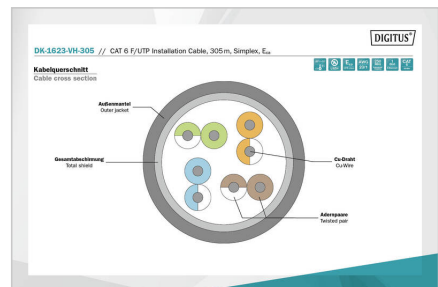 DIGITUS®
DK-1623-VH-305 // CAT 6 F/UTP Installation Cable, 305 m, Simplex, Eca
Kabelquerschnitt
Cable cross section
Außenmantel
Outer jacket
Gesamtabschirmung
Total shield
Cu-Draht
Cu-Wire
Aderspaare
Twisted pair